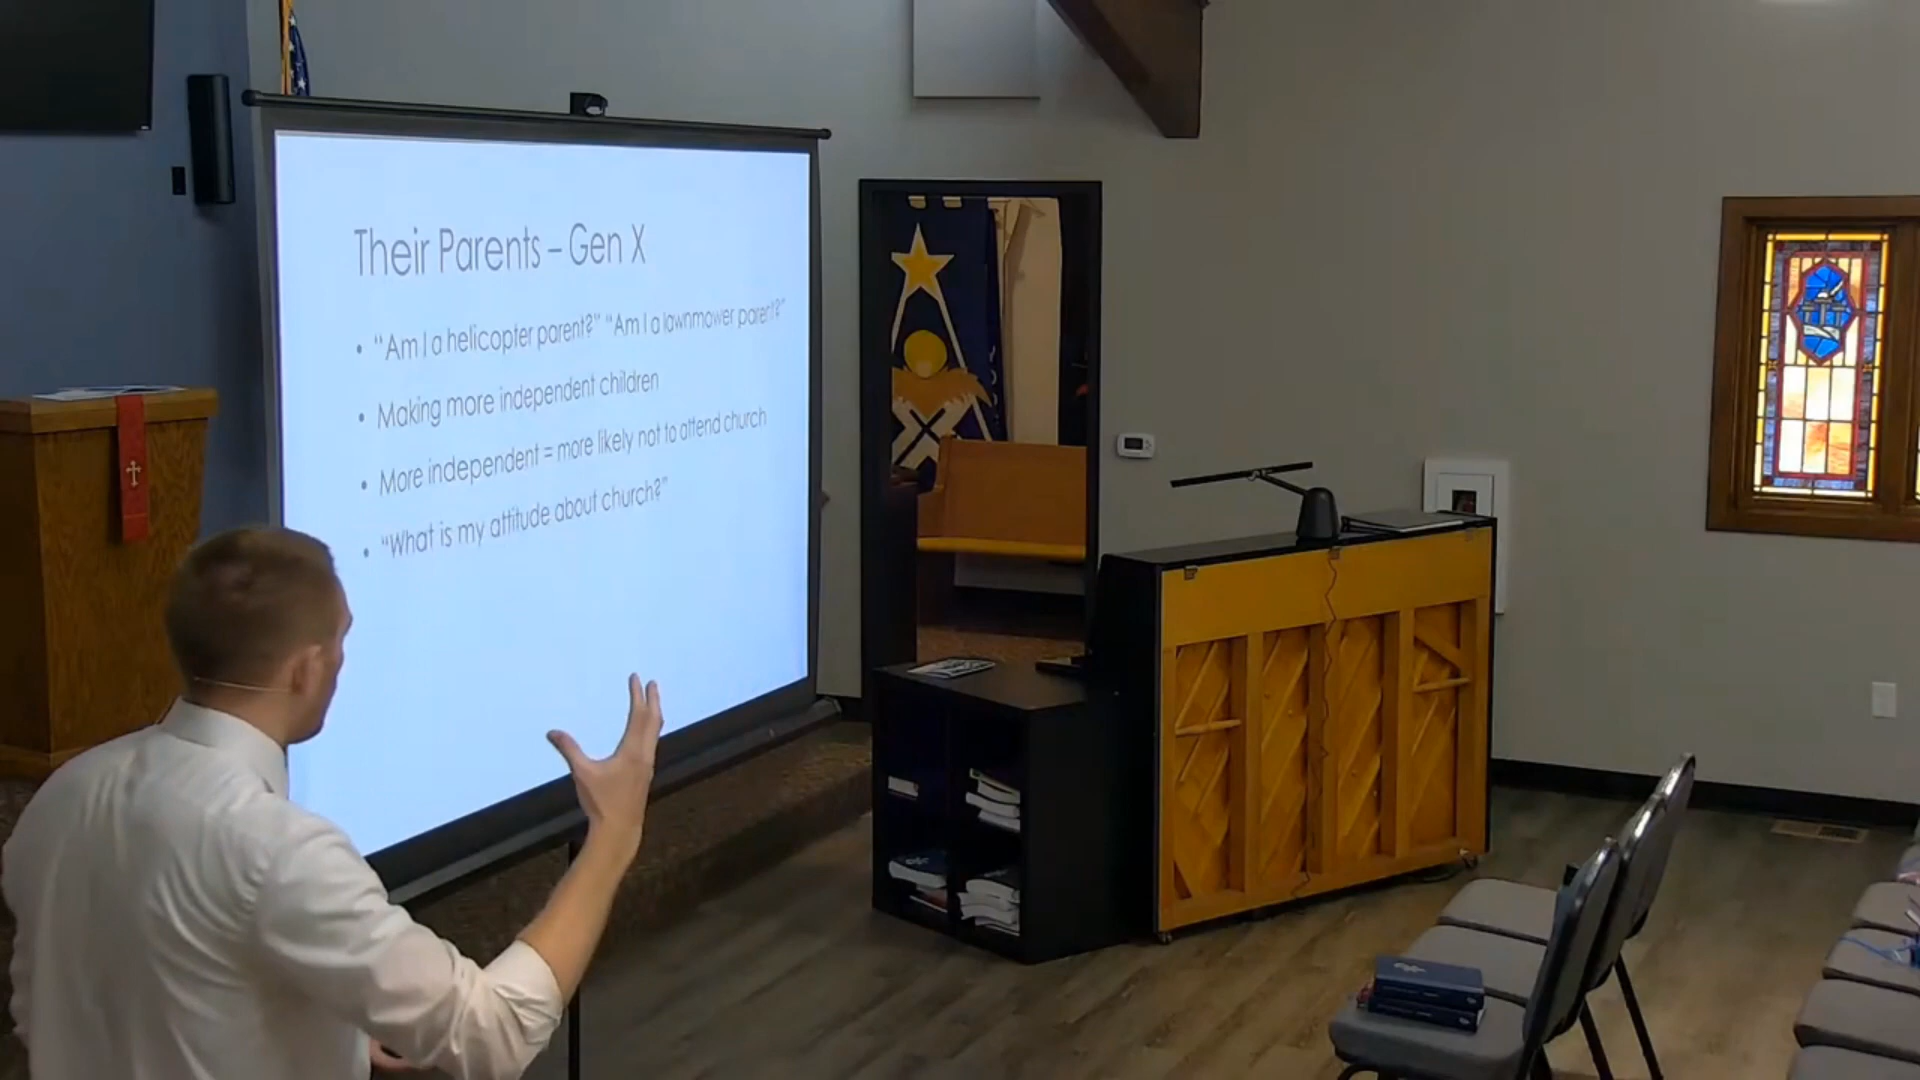 Their Parents – Gen X
• “Am I a helicopter parent?” “Am I a lawnmower parent?”
• Making more independent children
• More independent = more likely not to attend church
• “What is my attitude about church?”